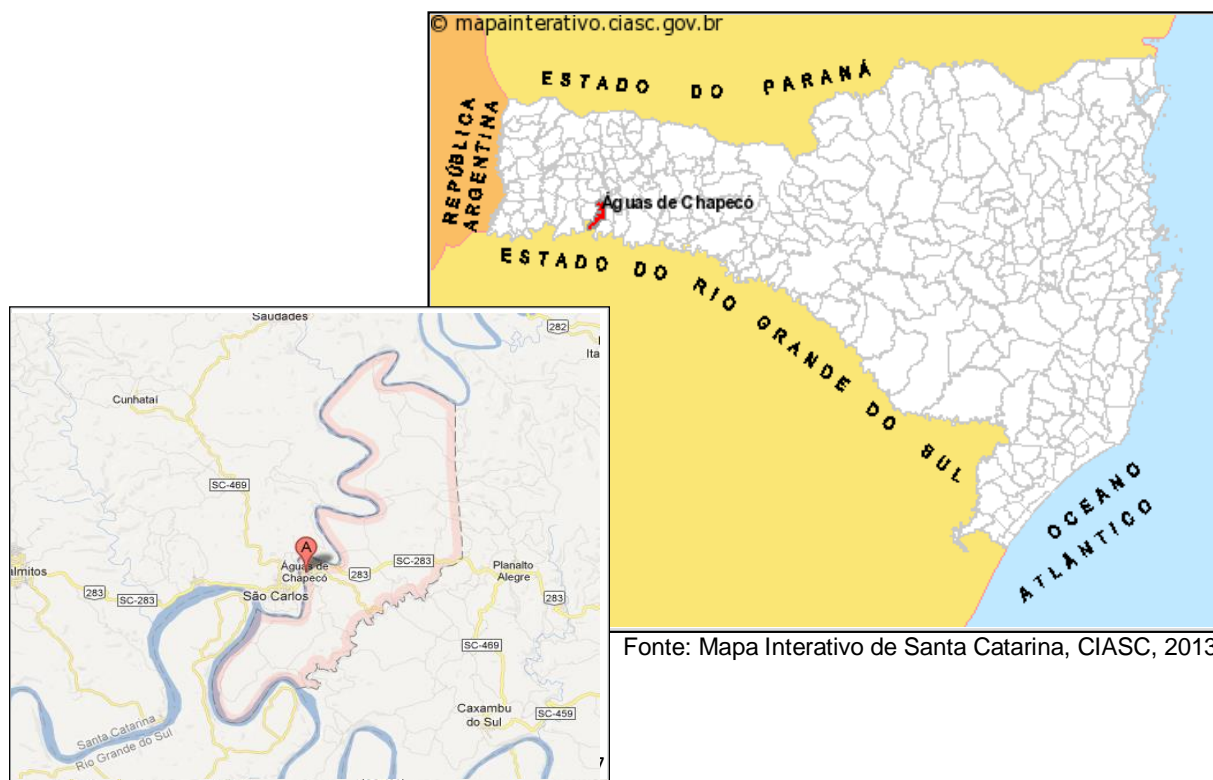 © mapainterativo.ciasc.gov.br
ESTADO DO PARANÁ
REPÚBLICA
ARGENTINA
Águas de Chapecó
ESTADO DO RIO GRANDE DO SUL
OCEANO
ATLÂNTICO
Fonte: Mapa Interativo de Santa Catarina, CIASC, 2013
Saudades
282
Ita
Cunhataí
SC-469
A
Águas de
Chapecó
SC-283
283
Planalto
Alegre
almitos
283
SC-283
São Carlos
283
SC-469
Caxambu
do Sul
SC-459
Santa Catarina
Rio Grande do Sul
7